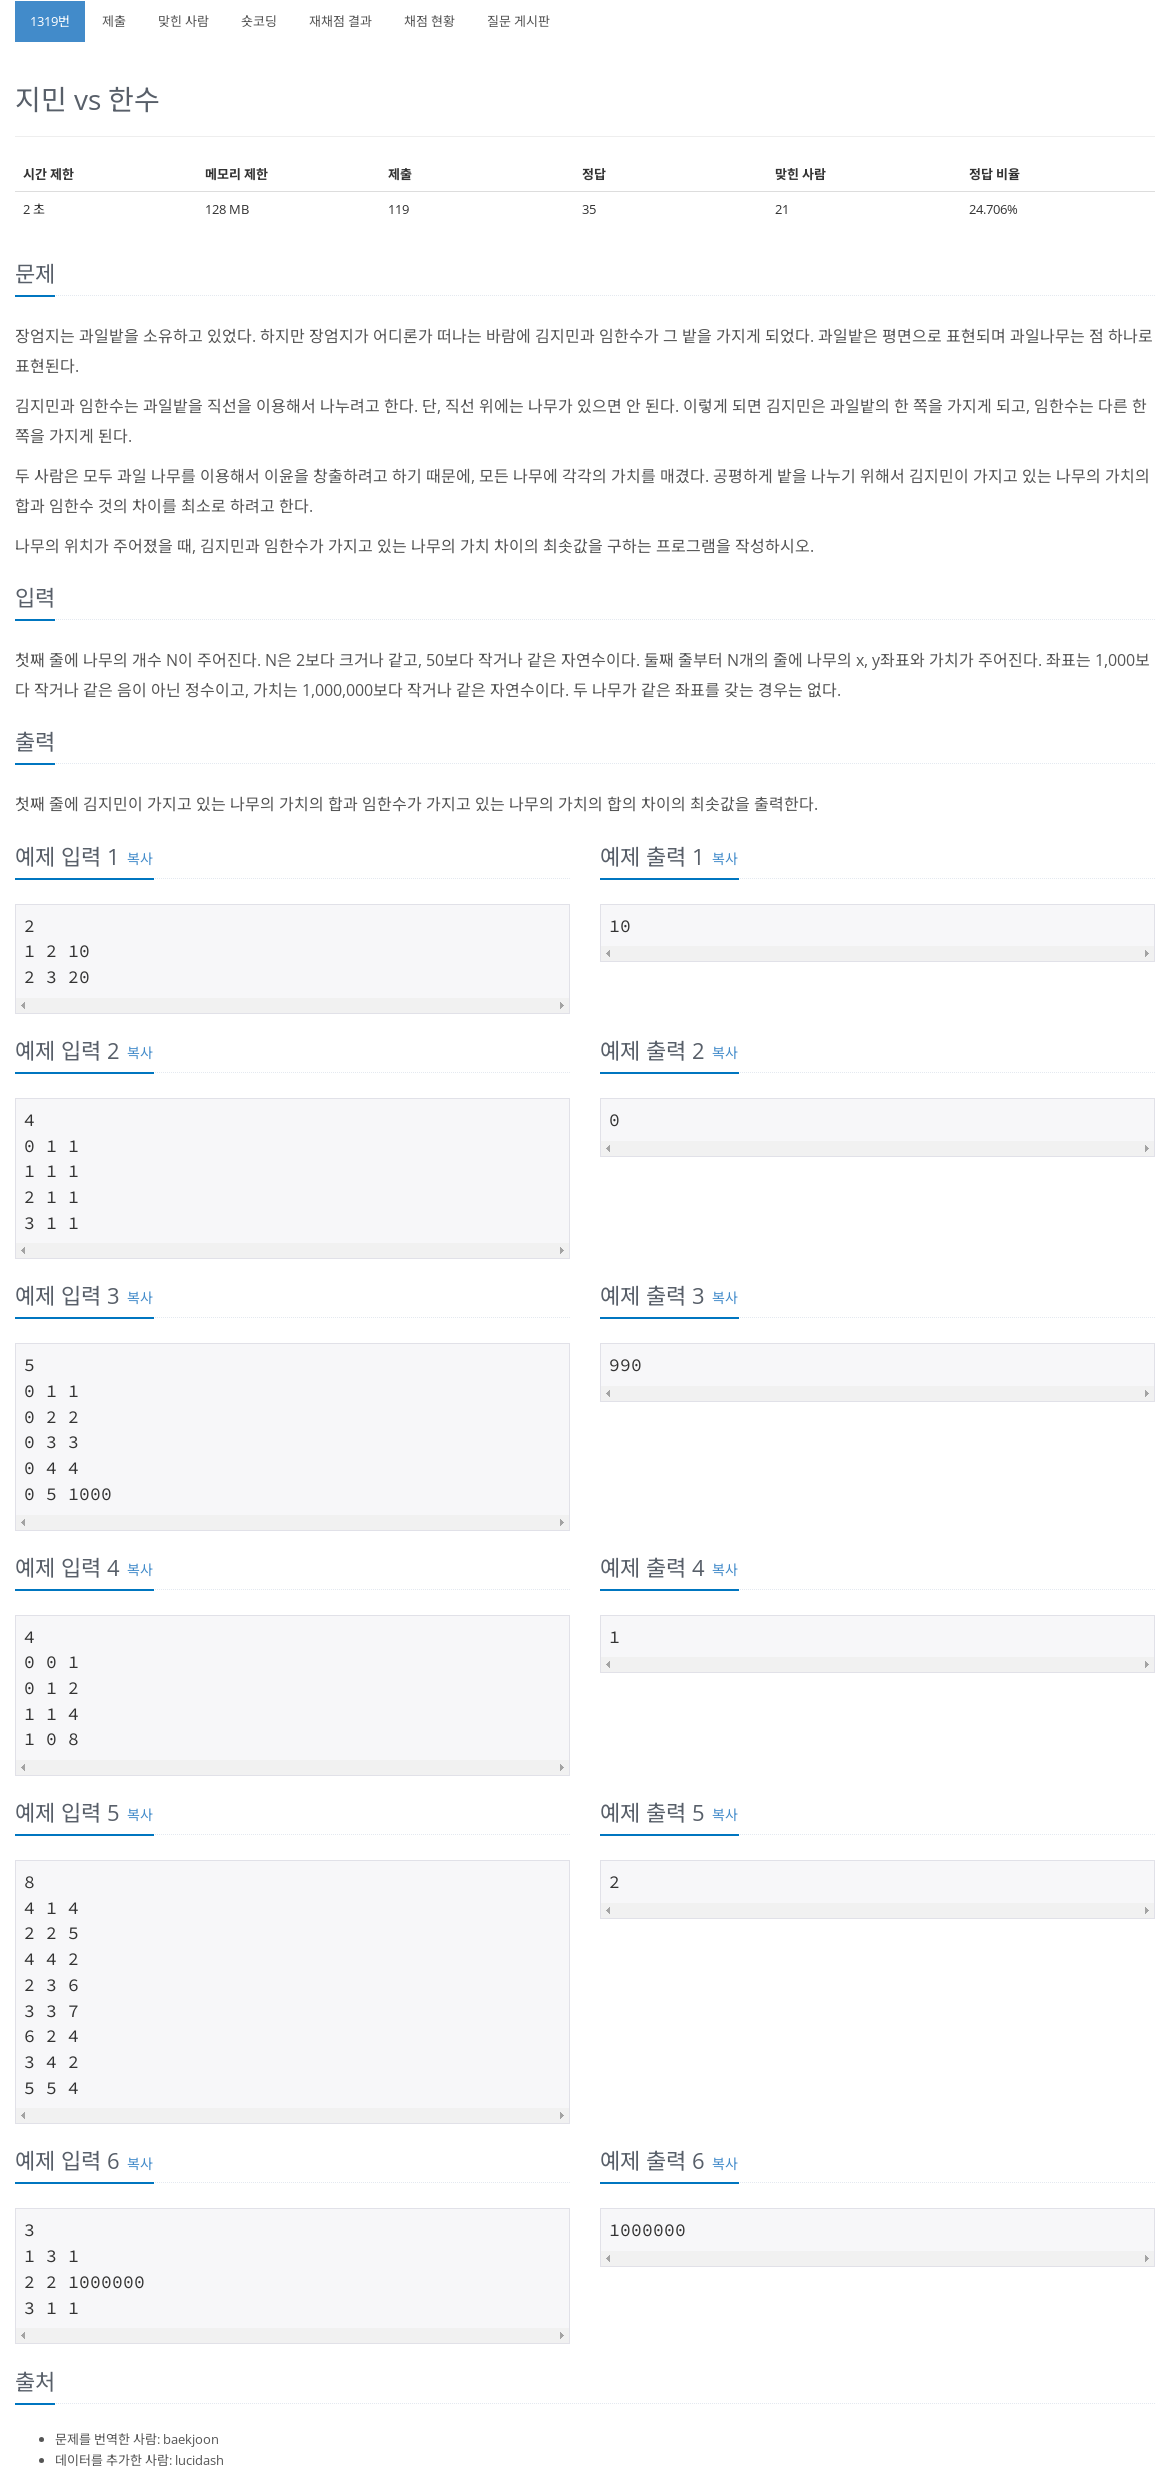 1319번 제출 맞힌 사람 숏코딩 재채점 결과 채점 현황 질문 게시판
지민 vs 한수
시간 제한 메모리 제한 제출 정답 맞힌 사람 정답 비율
2 초 128 MB 119 35 21 24.706%
문제
장엄지는 과일밭을 소유하고 있었다. 하지만 장엄지가 어디론가 떠나는 바람에 김지민과 임한수가 그 밭을 가지게 되었다. 과일밭은 평면으로 표현되며 과일나무는 점 하나로
표현된다.
김지민과 임한수는 과일밭을 직선을 이용해서 나누려고 한다. 단, 직선 위에는 나무가 있으면 안 된다. 이렇게 되면 김지민은 과일밭의 한 쪽을 가지게 되고, 임한수는 다른 한
쪽을 가지게 된다.
두 사람은 모두 과일 나무를 이용해서 이윤을 창출하려고 하기 때문에, 모든 나무에 각각의 가치를 매겼다. 공평하게 밭을 나누기 위해서 김지민이 가지고 있는 나무의 가치의
합과 임한수 것의 차이를 최소로 하려고 한다.
나무의 위치가 주어졌을 때, 김지민과 임한수가 가지고 있는 나무의 가치 차이의 최솟값을 구하는 프로그램을 작성하시오.
입력
첫째 줄에 나무의 개수 N이 주어진다. N은 2보다 크거나 같고, 50보다 작거나 같은 자연수이다. 둘째 줄부터 N개의 줄에 나무의 x, y좌표와 가치가 주어진다. 좌표는 1,000보
다 작거나 같은 음이 아닌 정수이고, 가치는 1,000,000보다 작거나 같은 자연수이다. 두 나무가 같은 좌표를 갖는 경우는 없다.
출력
첫째 줄에 김지민이 가지고 있는 나무의 가치의 합과 임한수가 가지고 있는 나무의 가치의 합의 차이의 최솟값을 출력한다.
예제 입력 1 복사
2
1 2 10
2 3 20
예제 출력 1 복사
10
예제 입력 2 복사
4
0 1 1
1 1 1
2 1 1
3 1 1
예제 출력 2 복사
0
예제 입력 3 복사
5
0 1 1
0 2 2
0 3 3
0 4 4
0 5 1000
예제 출력 3 복사
990
예제 입력 4 복사
4
0 0 1
0 1 2
1 1 4
1 0 8
예제 출력 4 복사
1
예제 입력 5 복사
8
4 1 4
2 2 5
4 4 2
2 3 6
3 3 7
6 2 4
3 4 2
5 5 4
예제 출력 5 복사
2
예제 입력 6 복사
3
1 3 1
2 2 1000000
3 1 1
예제 출력 6 복사
1000000
출처
문제를 번역한 사람: baekjoon
데이터를 추가한 사람: lucidash